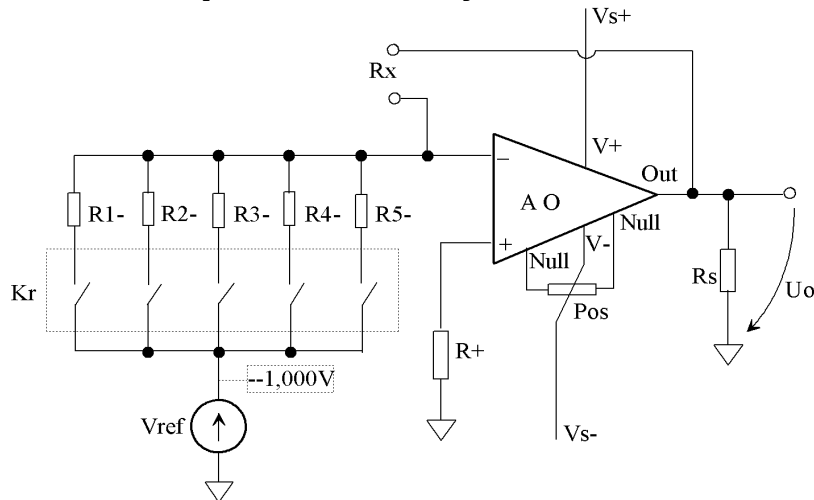 Vs+
Rx
V+
Out
A O
R1-
R2-
R3-
R4-
R5-
Null
V-
Null
Kr
Pos
Rs
Uo
R+
--1,000V
Vref
Vs-